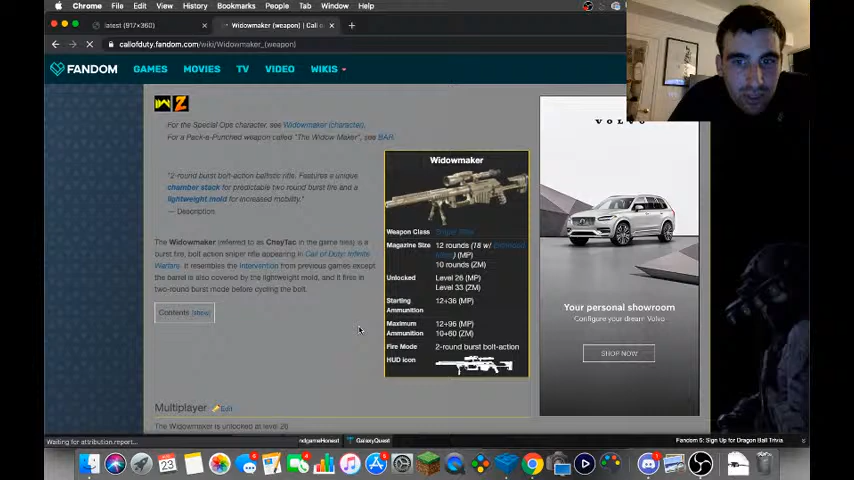 Chrome File Edit View History Bookmarks People Tab Window Help
latest (917×360)
Widowmaker (weapon) | Call o
callofduty.fandom.com/wiki/Widowmaker_(weapon)
FANDOM GAMES MOVIES TV VIDEO WIKIS
For the Special Ops character, see Widowmaker (character).
For a Pack-a-Punched weapon called "The Widow Maker", see BAR.
"2-round burst bolt-action ballistic rifle. Features a unique
chamber stack for predictable two round burst fire and a
lightweight mold for increased mobility."
— Description
The Widowmaker (referred to as CheyTac in the game files) is a
burst fire, bolt action sniper rifle appearing in Call of Duty: Infinite
Warfare. It resembles the Intervention from previous games except
the barrel is also covered by the lightweight mold, and it fires in
two-round burst mode before cycling the bolt.
Contents [show]
Widowmaker
Weapon Class Sniper Rifle
Magazine Size 12 rounds (18 w/ Extended
Mag) (MP)
10 rounds (ZM)
Unlocked Level 26 (MP)
Level 33 (ZM)
Starting Ammunition 12+36 (MP)
Maximum Ammunition 12+96 (MP)
10+60 (ZM)
Fire Mode 2-round burst bolt-action
HUD icon
VOLVO
Your personal showroom
Configure your dream Volvo
SHOP NOW
Multiplayer Edit
The Widowmaker is unlocked at level 26
Waiting for attribution.report...
ndgameHonest
GalaxyQuest
Fandom 5: Sign Up for Dragon Ball Trivia
FEB
23